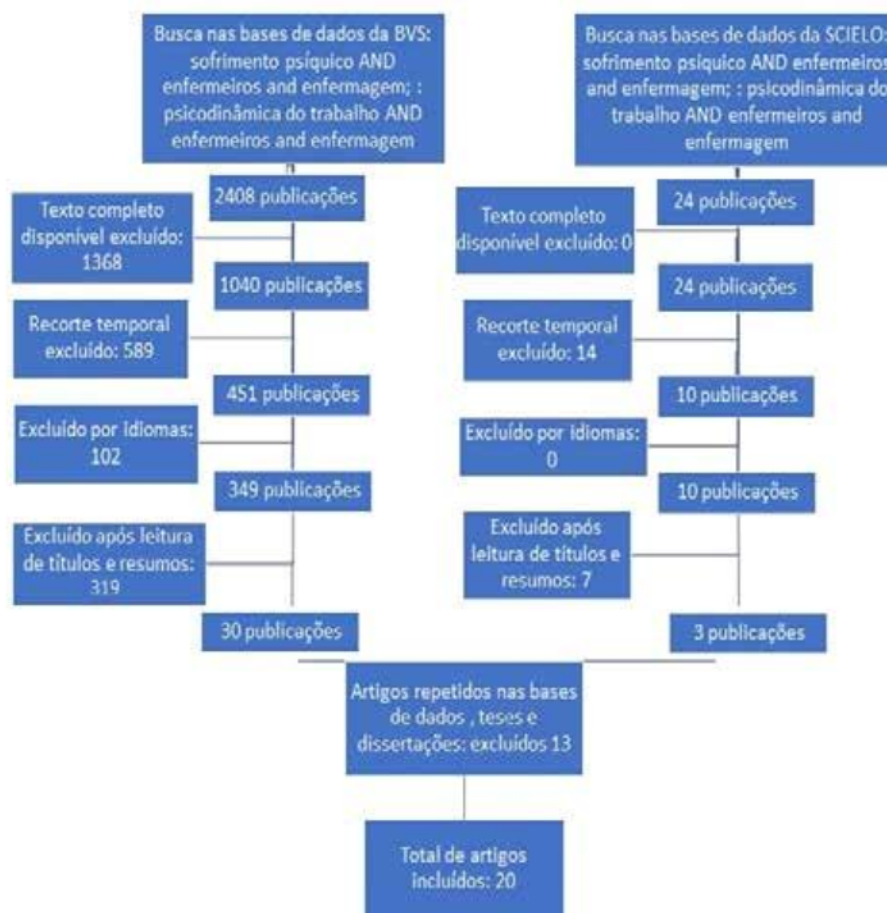 Busca nas bases de dados da BVS:
sofrimento psíquico AND
enfermeiros and enfermagem; :
psicodinâmica do trabalho AND
enfermeiros and enfermagem
2408 publicações
Texto completo
disponível excluído:
1368
1040 publicações
Recorte temporal
excluído: 589
451 publicações
Excluído por idiomas:
102
349 publicações
Excluído após leitura
de títulos e resumos:
319
30 publicações
Busca nas bases de dados da SCIELO:
sofrimento psíquico AND enfermeiros
and enfermagem; : psicodinâmica do
trabalho AND enfermeiros and
enfermagem
24 publicações
Texto completo
disponível excluído: 0
24 publicações
Recorte temporal
excluído: 14
10 publicações
Excluído por idiomas:
0
10 publicações
Excluído após
leitura de títulos e
resumos: 7
3 publicações
Artigos repetidos nas bases
de dados , teses e
dissertações: excluídos 13
Total de artigos
incluídos: 20